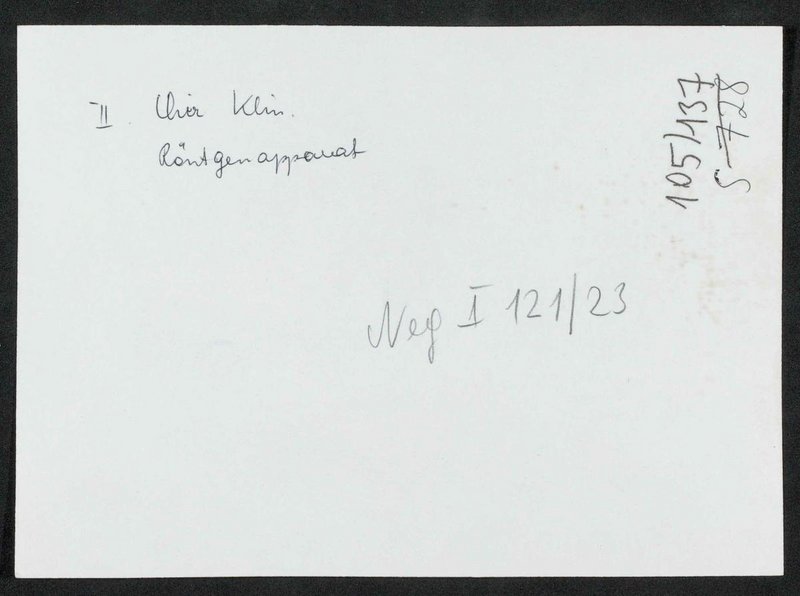 II. Chir Klin.
Röntgenapparat
Neg I 121/23
105/137
S-728